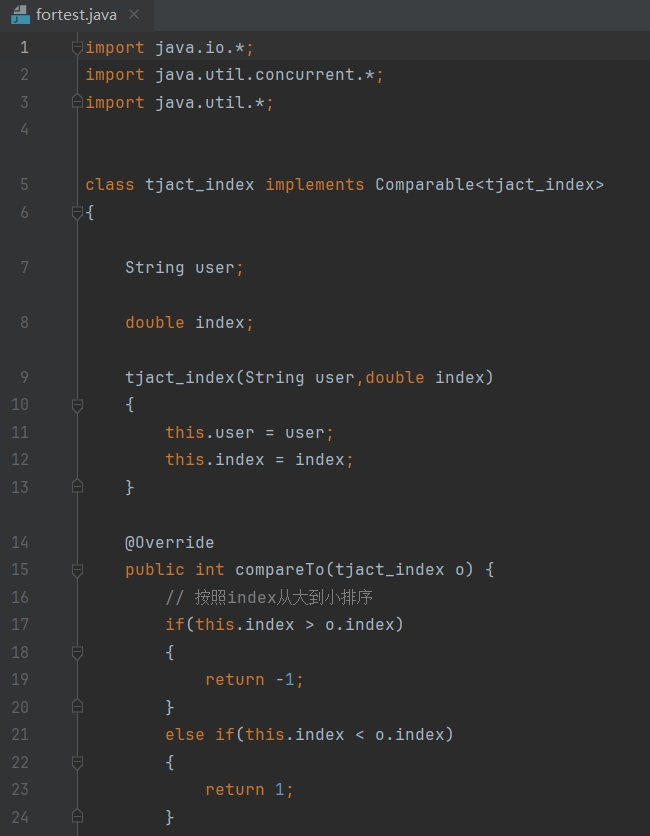 fortest.java
1 import java.io.*;
2 import java.util.concurrent.*;
3 import java.util.*;
4
5 class tjact_index implements Comparable<tjact_index>
6 {
7 String user;
8 double index;
9 tjact_index(String user,double index)
10 {
11 this.user = user;
12 this.index = index;
13 }
14 @Override
15 public int compareTo(tjact_index o) {
16 // 按照index从大到小排序
17 if(this.index > o.index)
18 {
19 return -1;
20 }
21 else if(this.index < o.index)
22 {
23 return 1;
24 }